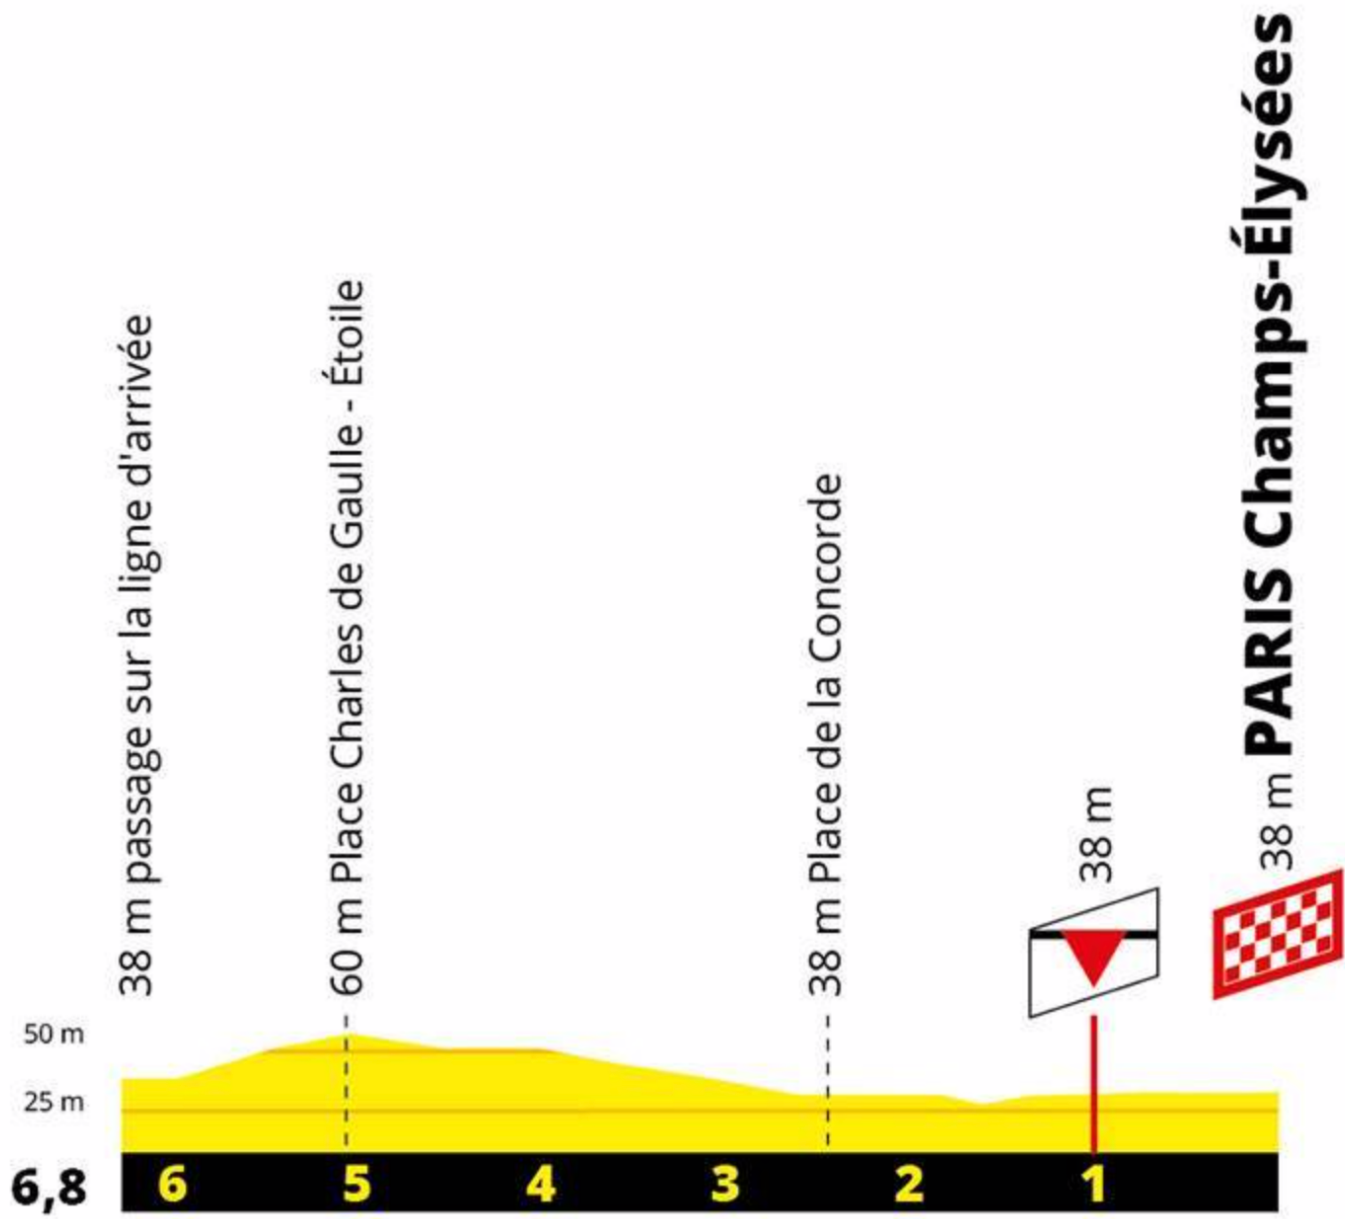 38 m passage sur la ligne d'arrivée
60 m Place Charles de Gaulle - Étoile
38 m Place de la Concorde
38 m
38 m PARIS Champs-Élysées
50 m
25 m
6,8 6 5 4 3 2 1